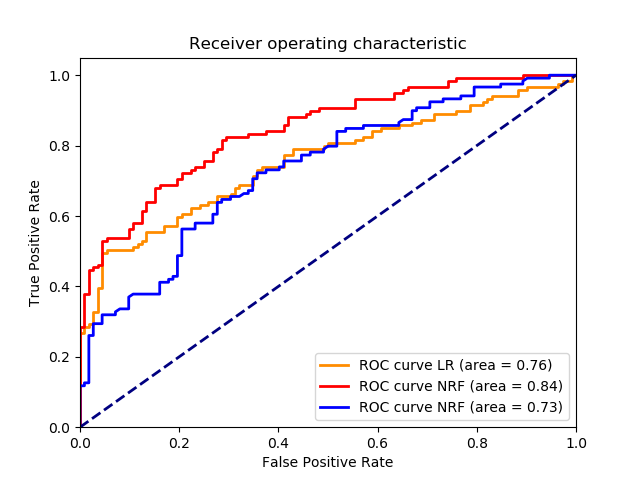 Receiver operating characteristic
1.0
0.8
0.6
0.4
0.2
0.0
True Positive Rate
ROC curve LR (area = 0.76)
ROC curve NRF (area = 0.84)
ROC curve NRF (area = 0.73)
0.0 0.2 0.4 0.6 0.8 1.0
False Positive Rate